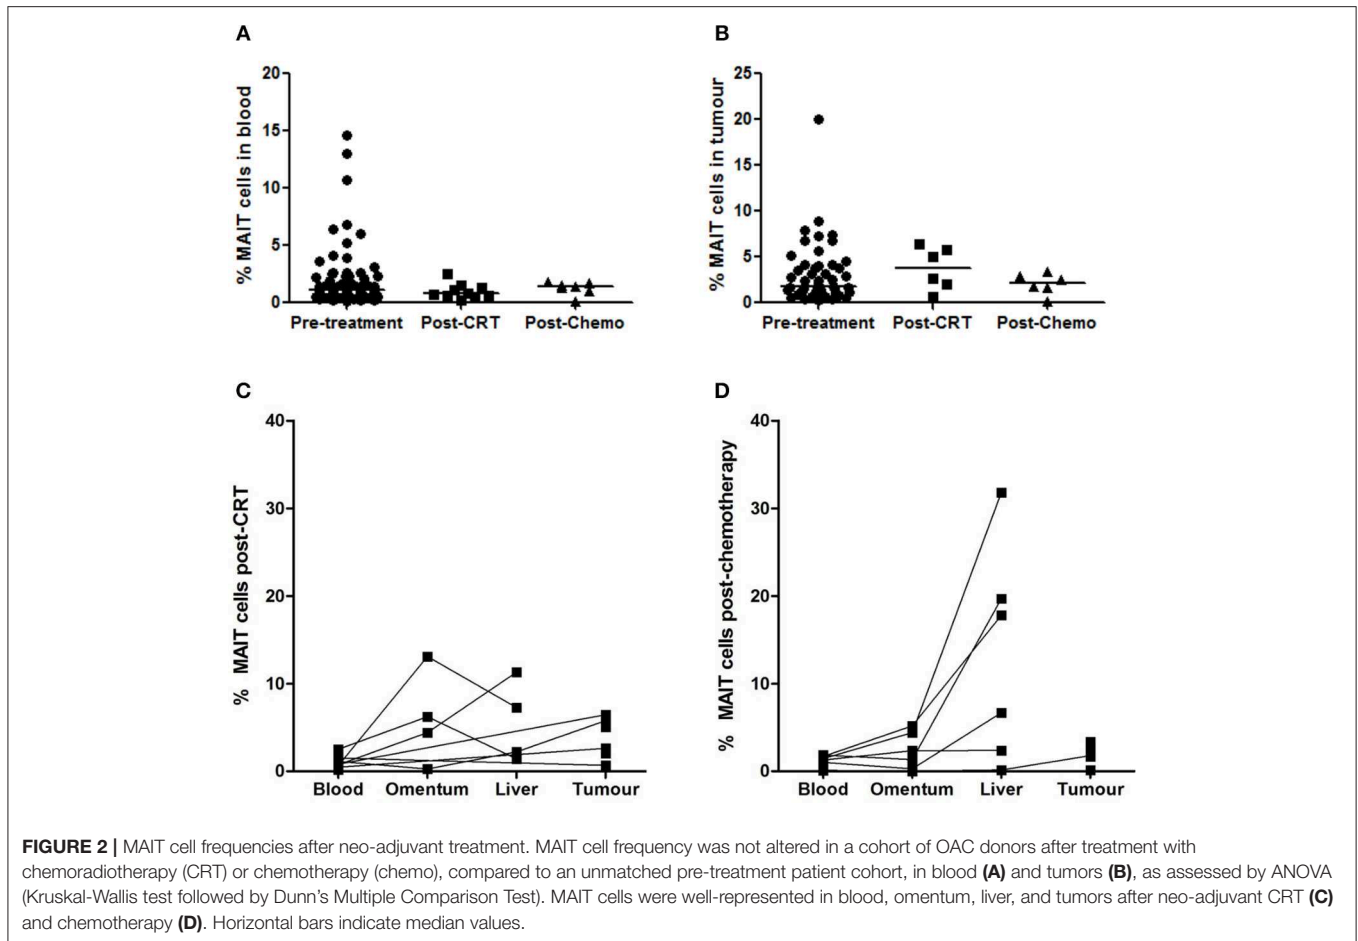 A
% MAIT cells in blood
20
15
10
5
0
Pre-treatment Post-CRT Post-Chemo
B
% MAIT cells in tumour
25
20
15
10
5
0
Pre-treatment Post-CRT Post-Chemo
C
% MAIT cells post-CRT
40
30
20
10
0
Blood Omentum Liver Tumour
D
% MAIT cells post-chemotherapy
40
30
20
10
0
Blood Omentum Liver Tumour
FIGURE 2 | MAIT cell frequencies after neo-adjuvant treatment. MAIT cell frequency was not altered in a cohort of OAC donors after treatment with
chemoradiotherapy (CRT) or chemotherapy (chemo), compared to an unmatched pre-treatment patient cohort, in blood (A) and tumors (B), as assessed by ANOVA
(Kruskal-Wallis test followed by Dunn's Multiple Comparison Test). MAIT cells were well-represented in blood, omentum, liver, and tumors after neo-adjuvant CRT (C)
and chemotherapy (D). Horizontal bars indicate median values.